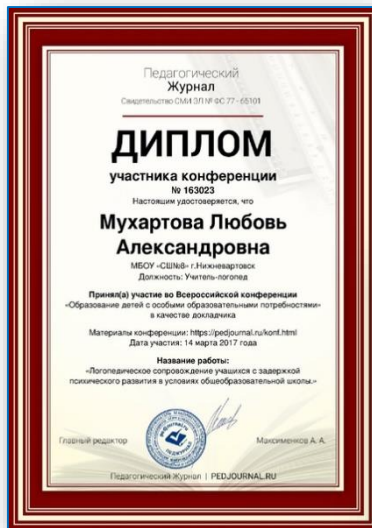 Педагогический
Журнал
Свидетельство СМИ ЭЛ № ФС 77 - 65101
ДИПЛОМ
участника конференции
№ 163023
Настоящим удостоверяется, что
Мухартова Любовь
Александровна
МБОУ «СШ№8» г.Нижневартовск
Должность: Учитель-логопед
Принял(а) участие во Всероссийской конференции
«Образование детей с особыми образовательными потребностями»
в качестве докладчика
Материалы конференции: https://pedjournal.ru/konf.html
Дата участия: 14 марта 2017 года
Название работы:
«Логопедическое сопровождение учащихся с задержкой
психического развития в условиях общеобразовательной школы.»
Главный редактор
Максименков А. А.
Педагогический Журнал | PEDJOURNAL.RU